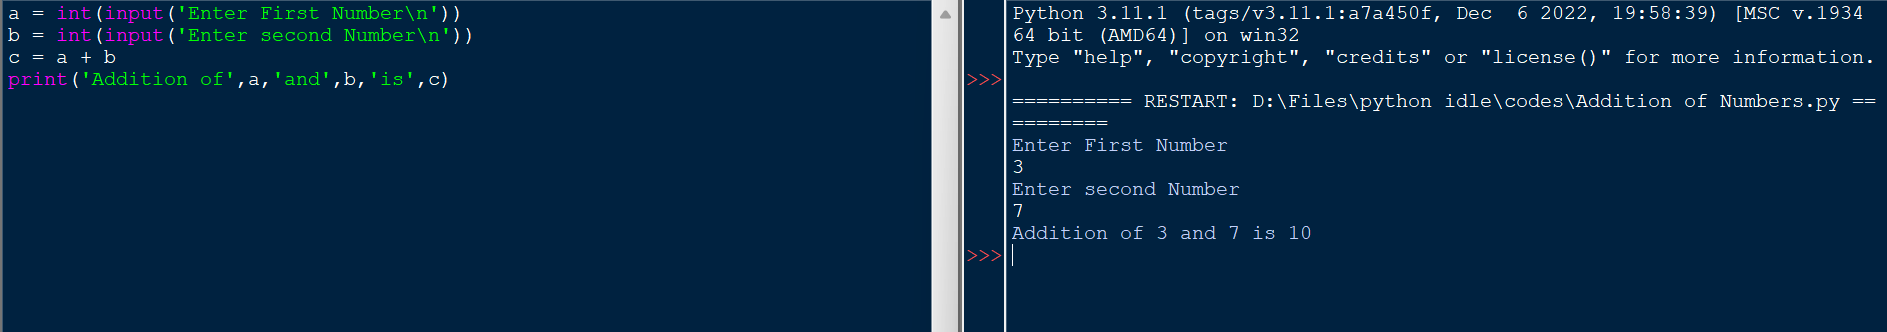 a = int(input('Enter First Number\n'))
b = int(input('Enter second Number\n'))
c = a + b
print('Addition of',a,'and',b,'is',c)
Python 3.11.1 (tags/v3.11.1:a7a450f, Dec  6 2022, 19:58:39) [MSC v.1934
64 bit (AMD64)] on win32
Type "help", "copyright", "credits" or "license()" for more information.
>>>
========== RESTART: D:\Files\python idle\codes\Addition of Numbers.py ==
========
Enter First Number
3
Enter second Number
7
Addition of 3 and 7 is 10
>>>